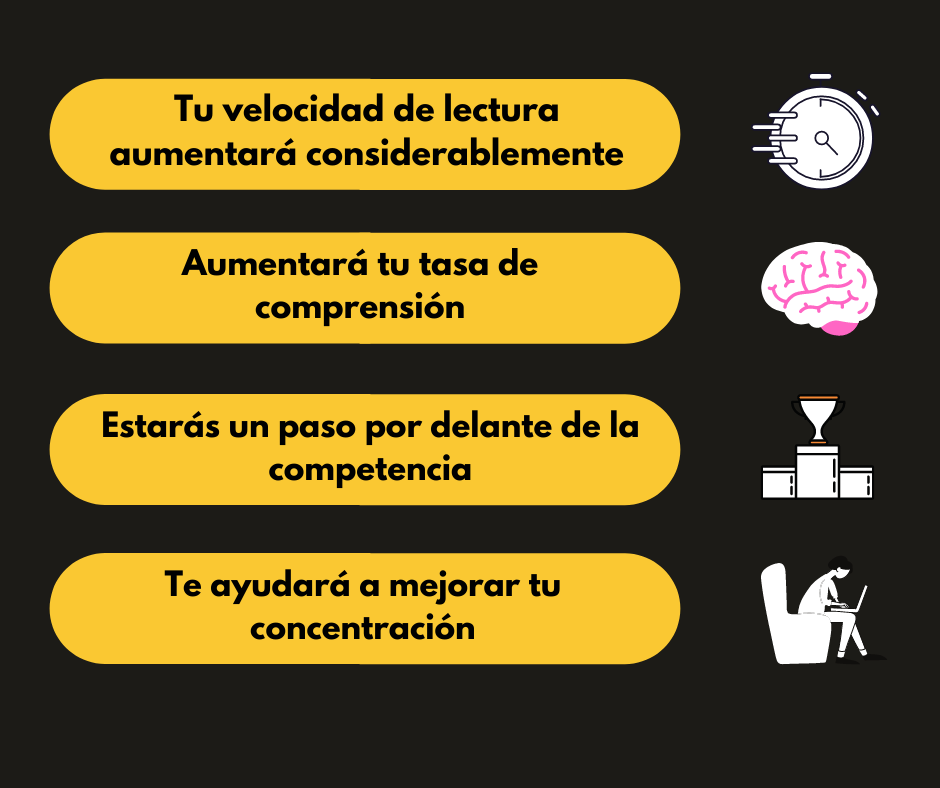 Tu velocidad de lectura
aumentará considerablemente
Aumentará tu tasa de
comprensión
Estarás un paso por delante de la
competencia
Te ayudará a mejorar tu
concentración